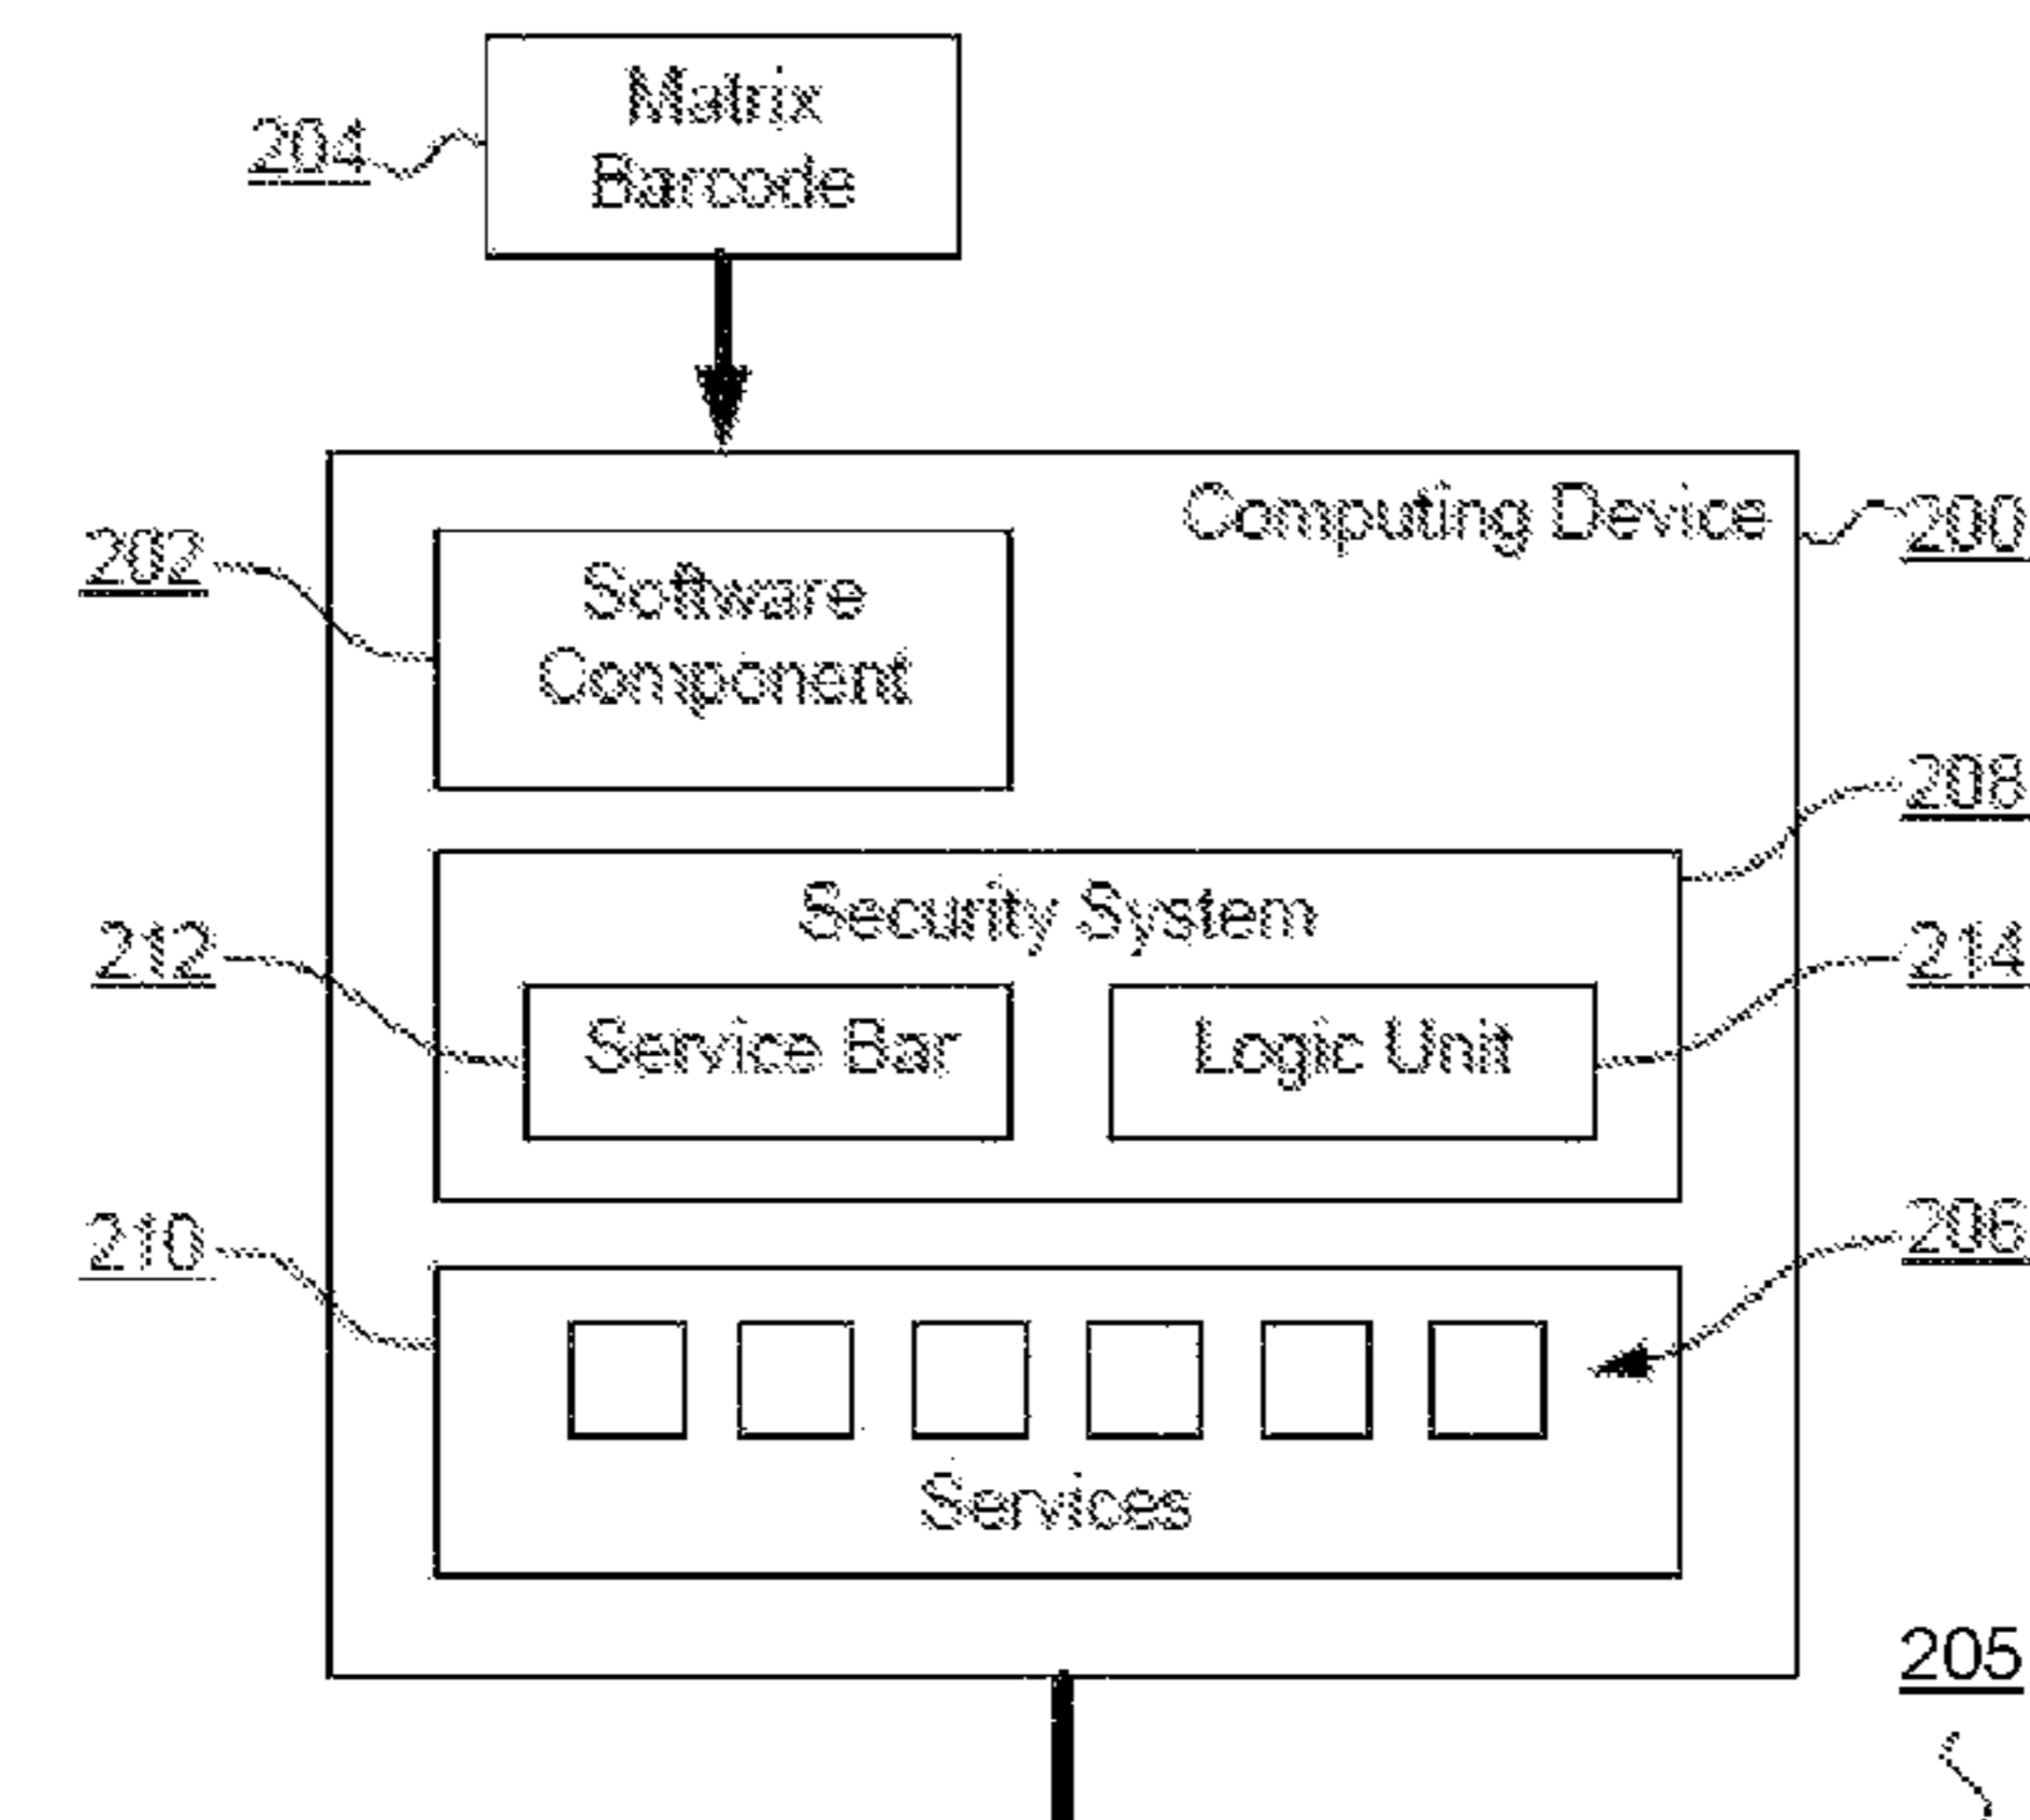 Matrix
204
Barcode
Computing Device
200
202
Software
Component
208
Security System
212
214
Service Bar
Logic Unit
210
206
Services
205